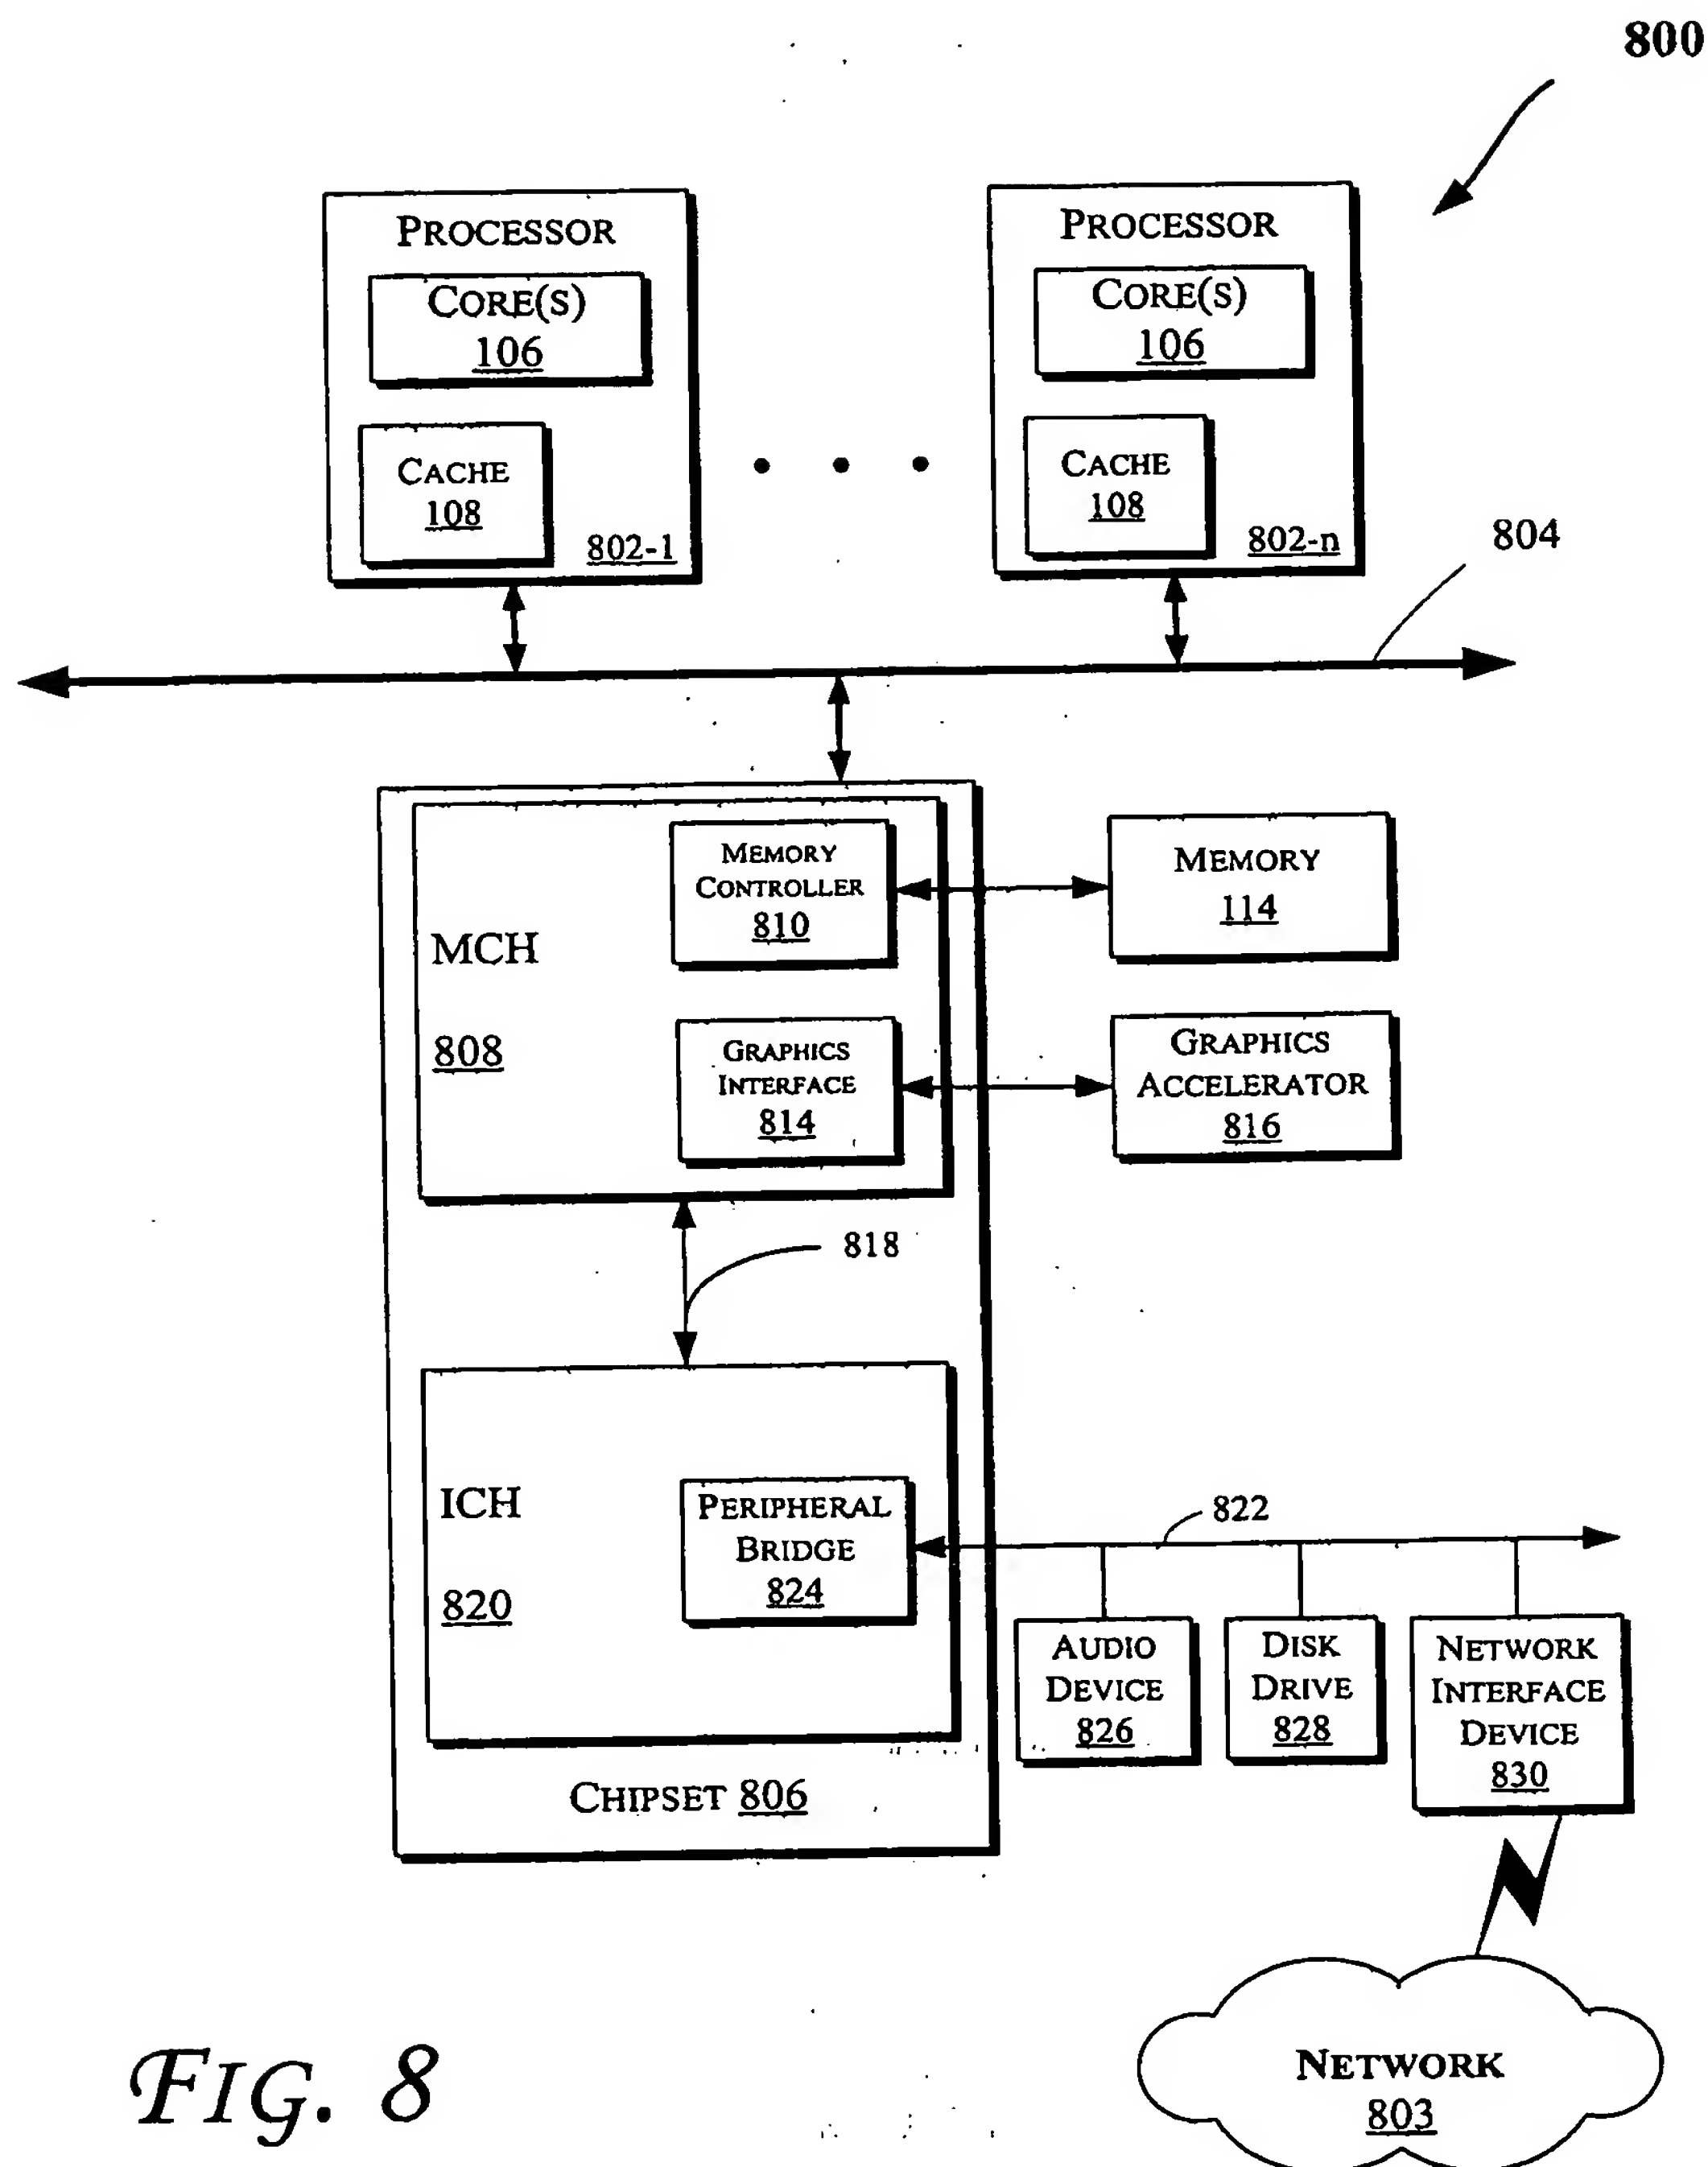 800
PROCESSOR
CORE(S)
106
CACHE
108
802-1
PROCESSOR
CORE(S)
106
CACHE
108
802-n
804
MEMORY
CONTROLLER
810
MCH
808
GRAPHICS
INTERFACE
814
MEMORY
114
GRAPHICS
ACCELERATOR
816
818
ICH
820
PERIPHERAL
BRIDGE
824
822
AUDIO
DEVICE
826
DISK
DRIVE
828
NETWORK
INTERFACE
DEVICE
830
CHIPSET 806
NETWORK
803
FIG. 8